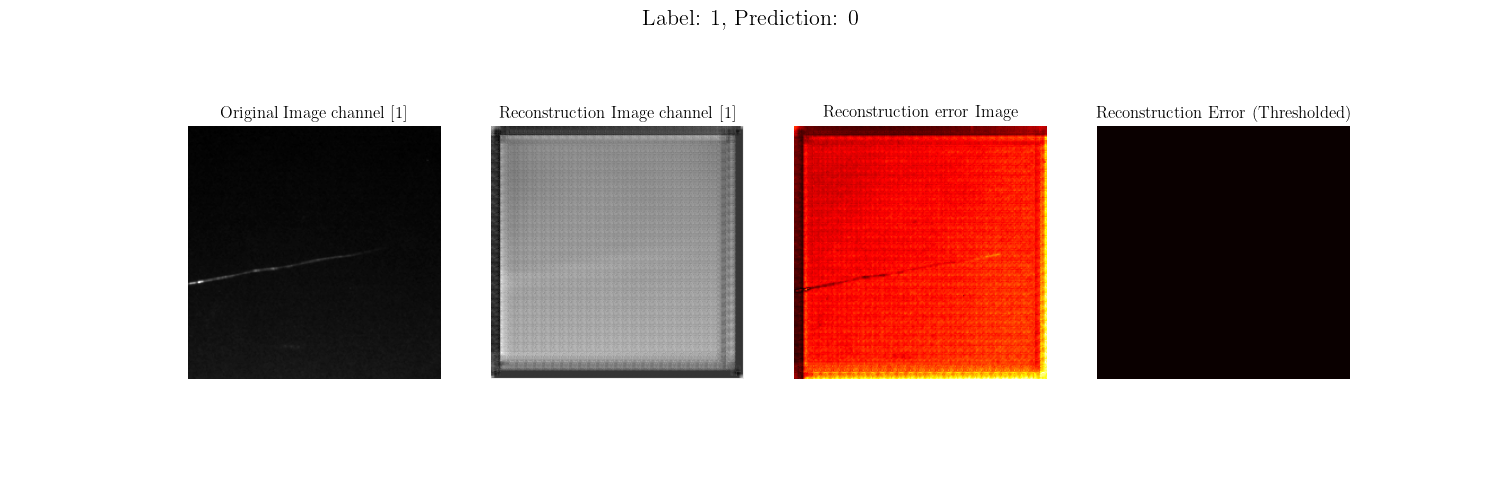 Label: 1, Prediction: 0
Original Image channel [1]
Reconstruction Image channel [1]
Reconstruction error Image
Reconstruction Error (Thresholded)